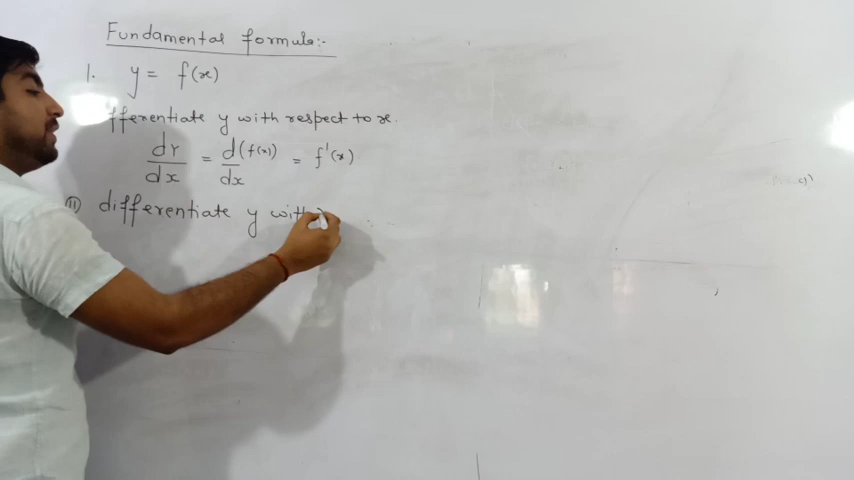 Fundamental formula:-
1. y = f(x)
fferentiate y with respect to x.
dy/dx = d/dx (f(x)) = f'(x)
(II) differentiate y with